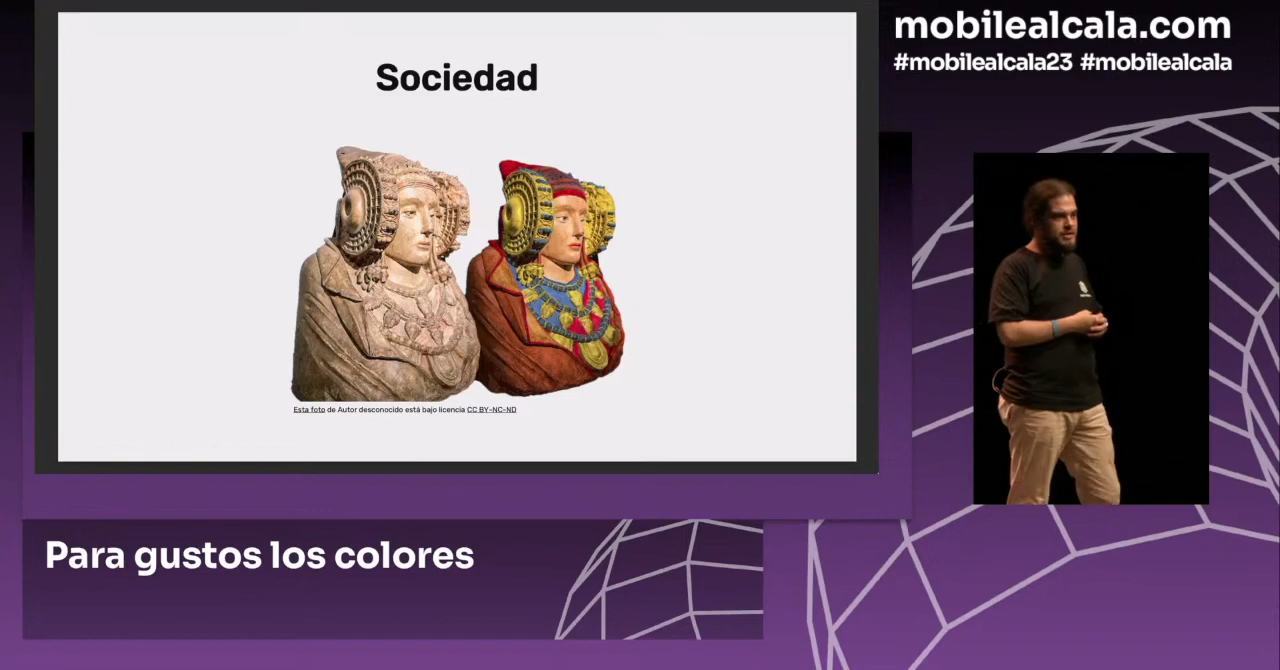 mobilealcala.com
#mobilealcala23 #mobilealcala
Sociedad
Esta foto de Autor desconocido está bajo licencia CC BY-NC-ND
Para gustos los colores